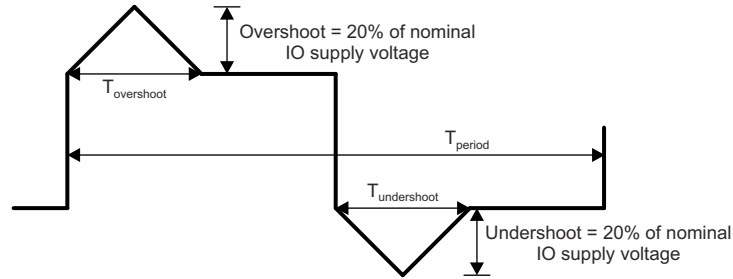 Overshoot = 20% of nominal
IO supply voltage
Tovershoot
Tperiod
Tundershoot
Undershoot = 20% of nominal
IO supply voltage